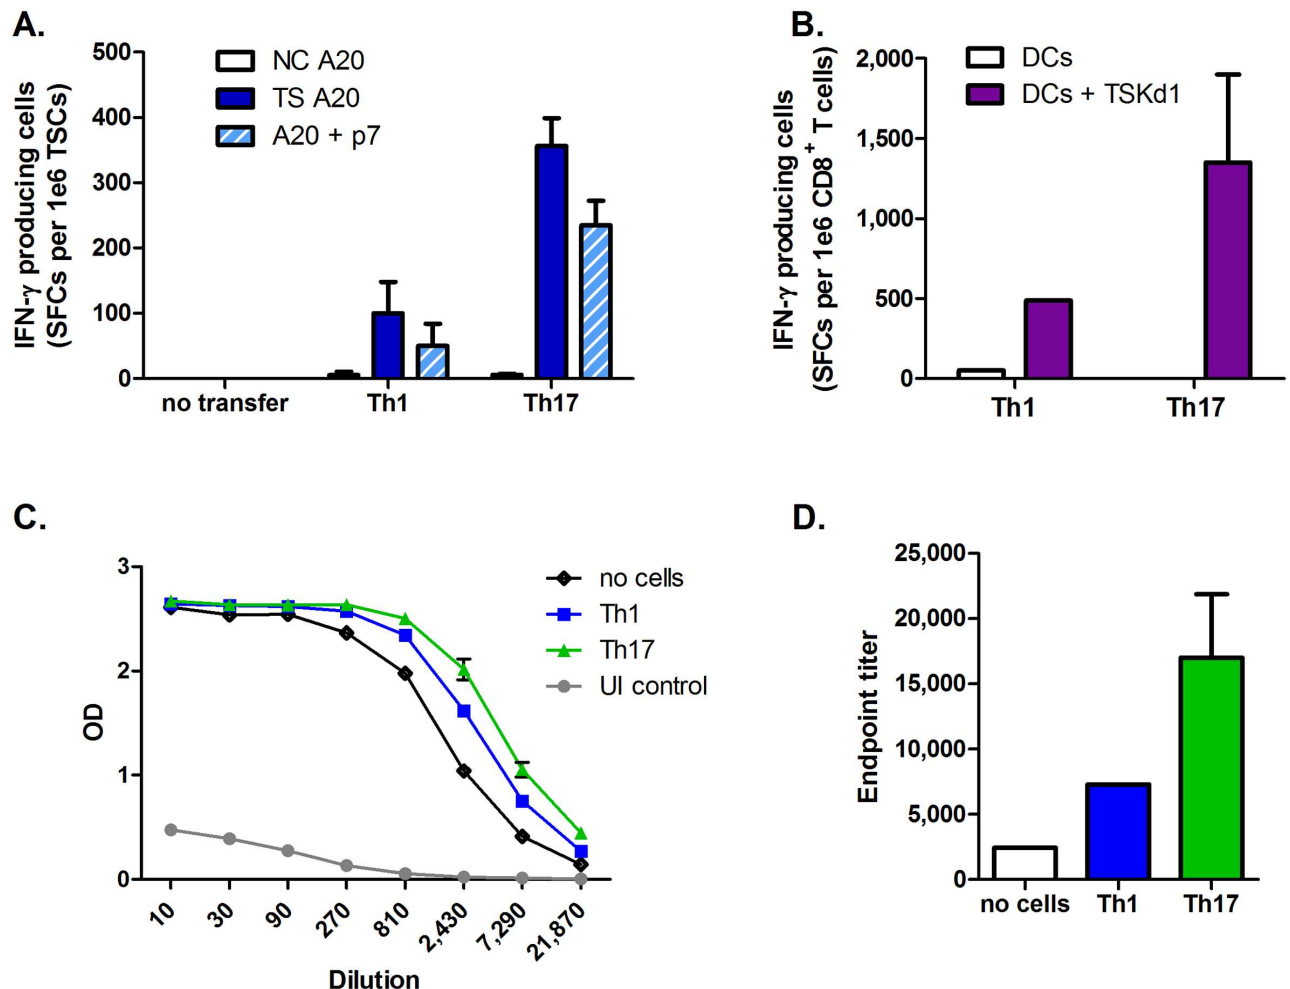 A.
IFN-γ producing cells
(SFCs per 1e6 TSCs)
500
400
300
200
100
0
NC A20
TS A20
A20 + p7
no transfer
Th1
Th17
B.
IFN-γ producing cells
(SFCs per 1e6 CD8+ T cells)
2,000
1,500
1,000
500
0
DCs
DCs + TSKd1
Th1
Th17
C.
OD
3
2
1
0
no cells
Th1
Th17
UI control
10
30
90
270
810
2,430
7,290
21,870
Dilution
D.
Endpoint titer
25,000
20,000
15,000
10,000
5,000
0
no cells
Th1
Th17